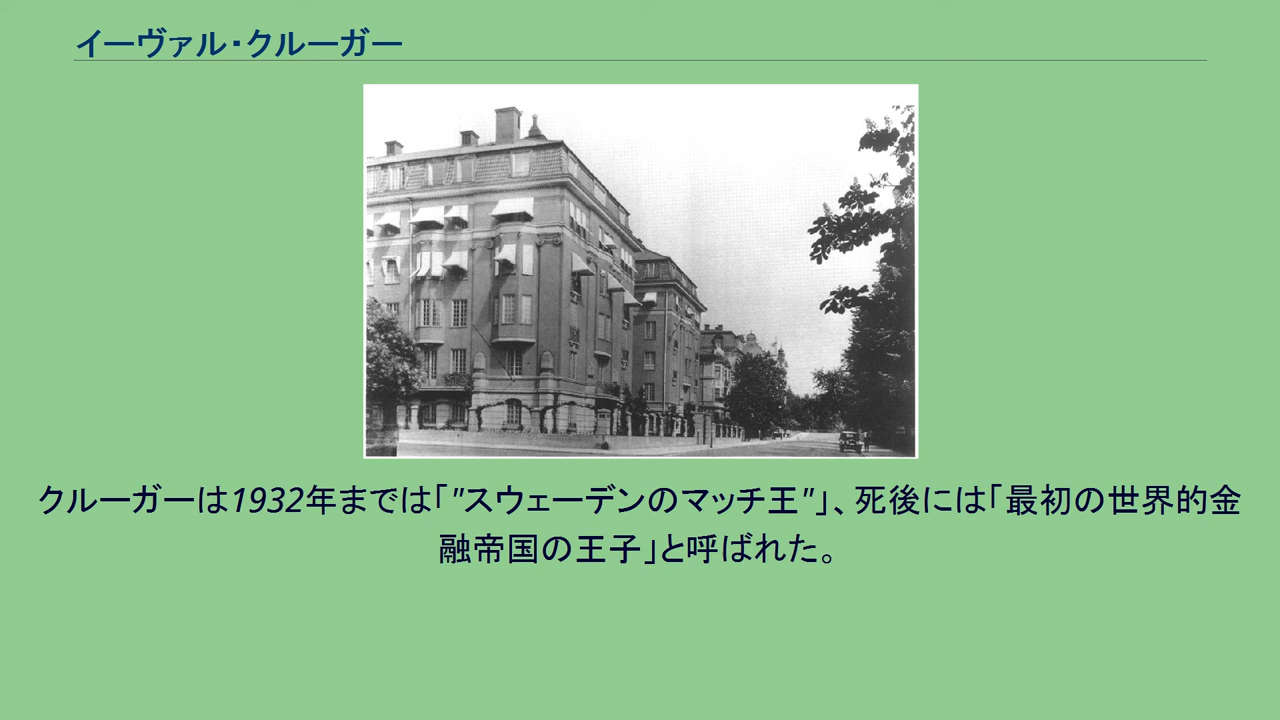 イーヴァル・クルーガー
クルーガーは1932年までは「"スウェーデンのマッチ王"」、死後には「最初の世界的金
融帝国の王子」と呼ばれた。